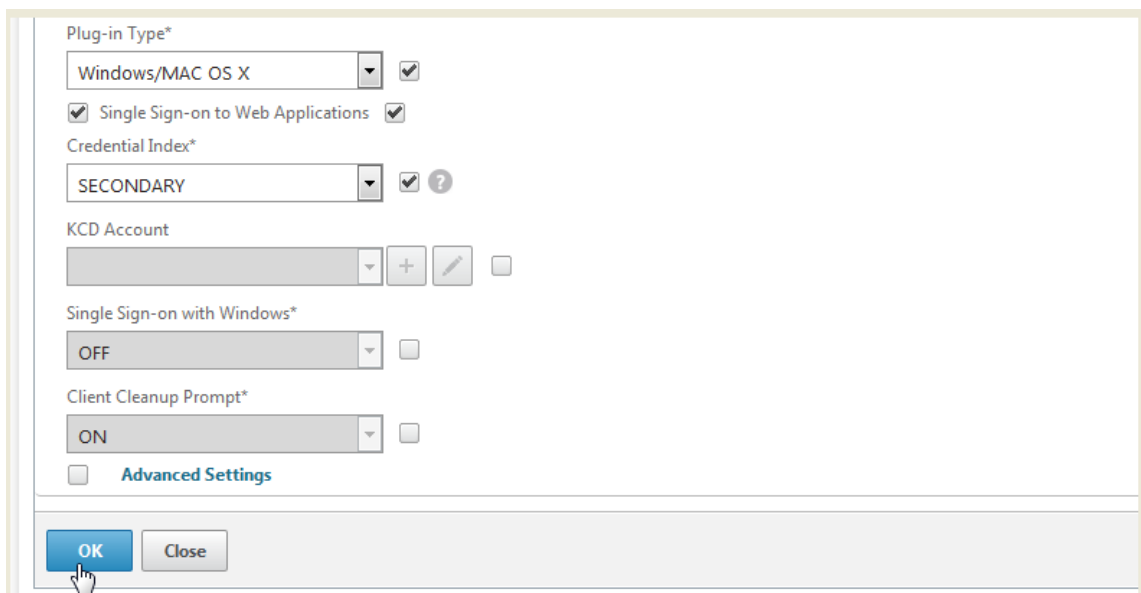 Plug-in Type*
Windows/MAC OS X
Single Sign-on to Web Applications
Credential Index*
SECONDARY
?
KCD Account
+
Single Sign-on with Windows*
OFF
Client Cleanup Prompt*
ON
Advanced Settings
OK Close